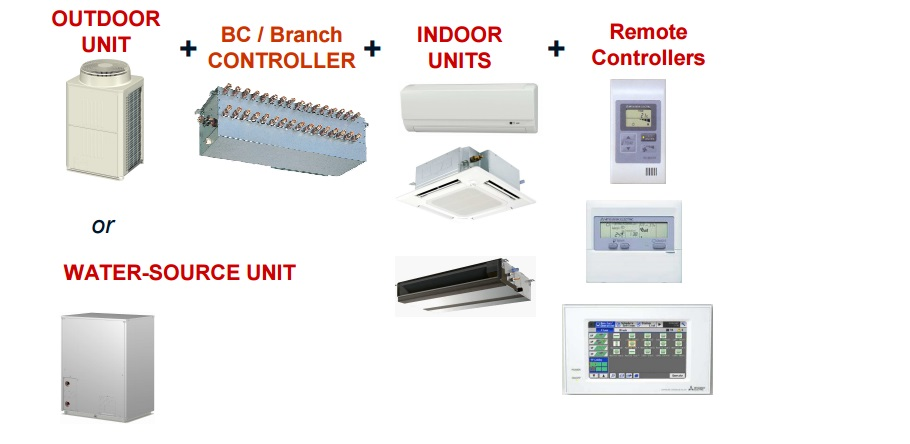 OUTDOOR
UNIT
+
BC / Branch
CONTROLLER
+
INDOOR
UNITS
+
Remote
Controllers
or
WATER-SOURCE UNIT